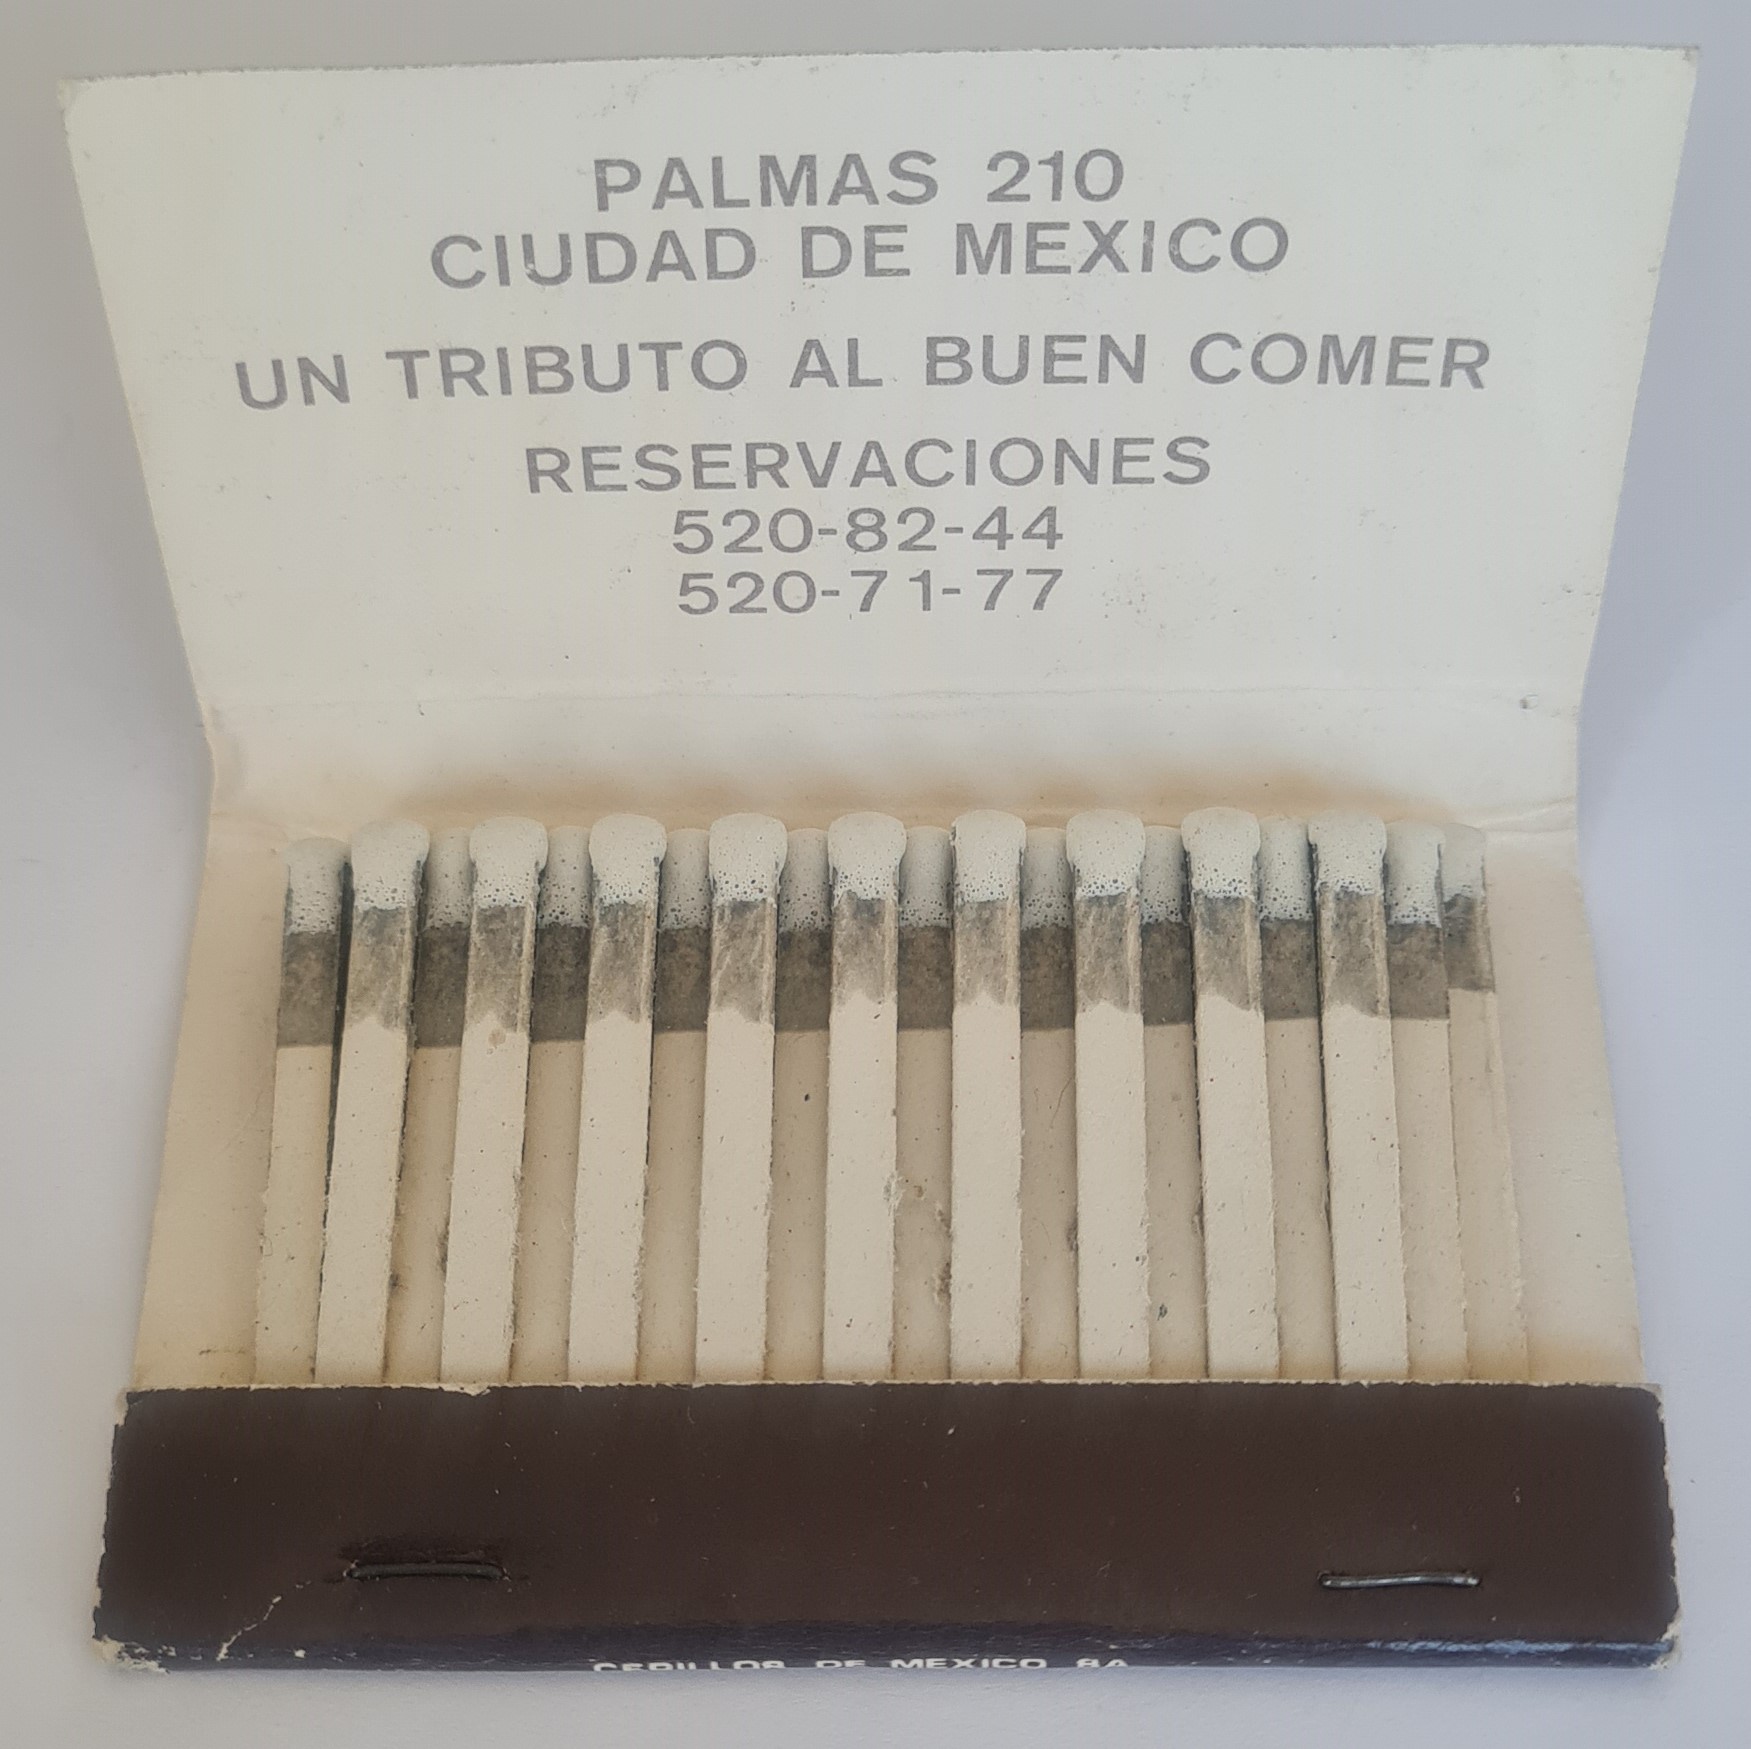 PALMAS 210
CIUDAD DE MEXICO
UN TRIBUTO AL BUEN COMER
RESERVACIONES
520-82-44
520-71-77
CERILLOS DE MEXICO SA